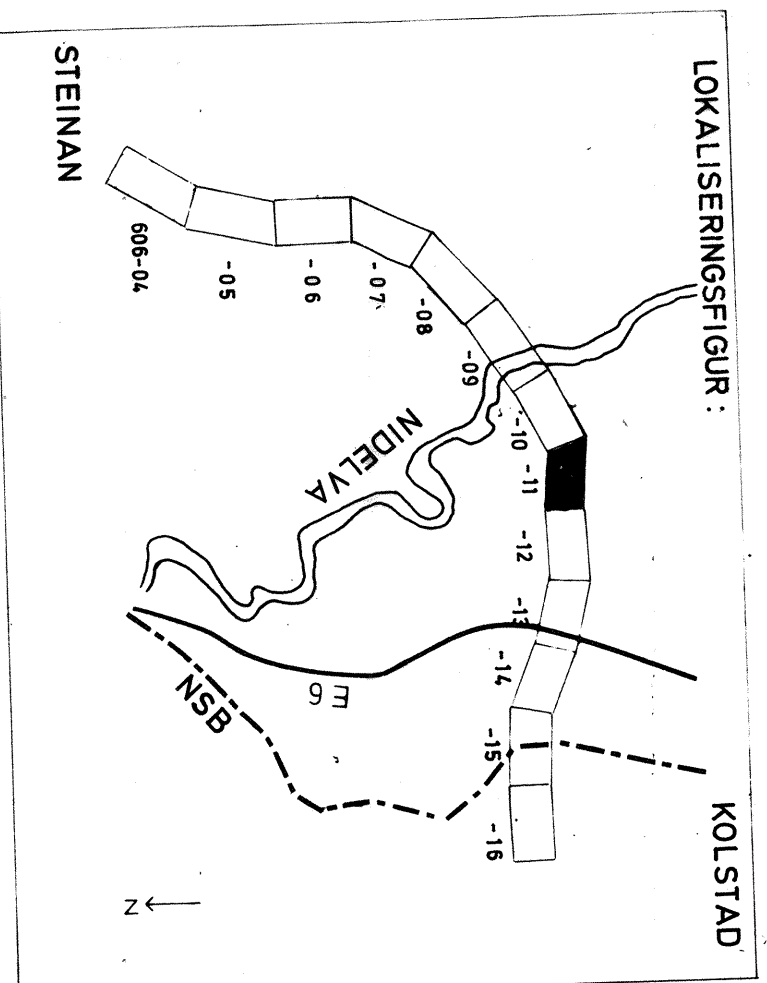 LOKALISERINGSFIGUR :
STEINAN
KOLSTAD
606-04
-05
-06
-07
-08
-09
-10
-11
-12
-13
-14
-15
-16
NIDELVA
E6
NSB
N